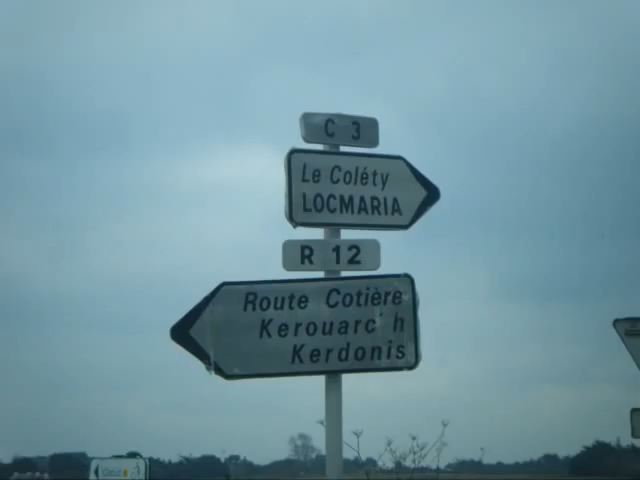 C 3
Le Coléty
LOCMARIA
R 12
Route Cotière
Kerouarc'h
Kerdonis